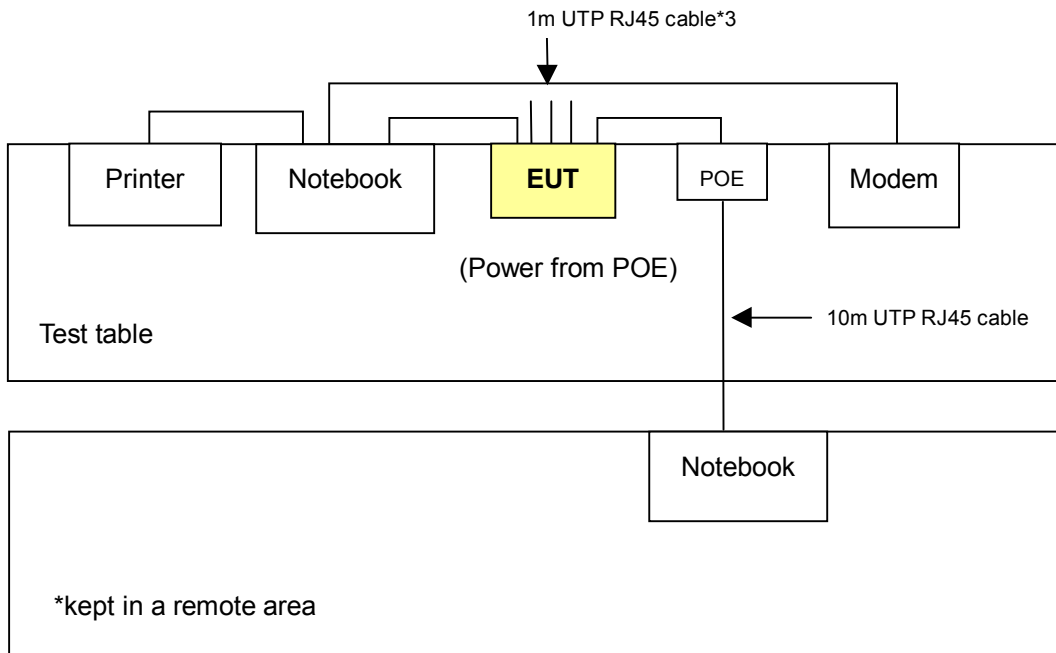 1m UTP RJ45 cable*3
Printer
Notebook
EUT
POE
Modem
(Power from POE)
10m UTP RJ45 cable
Test table
Notebook
*kept in a remote area